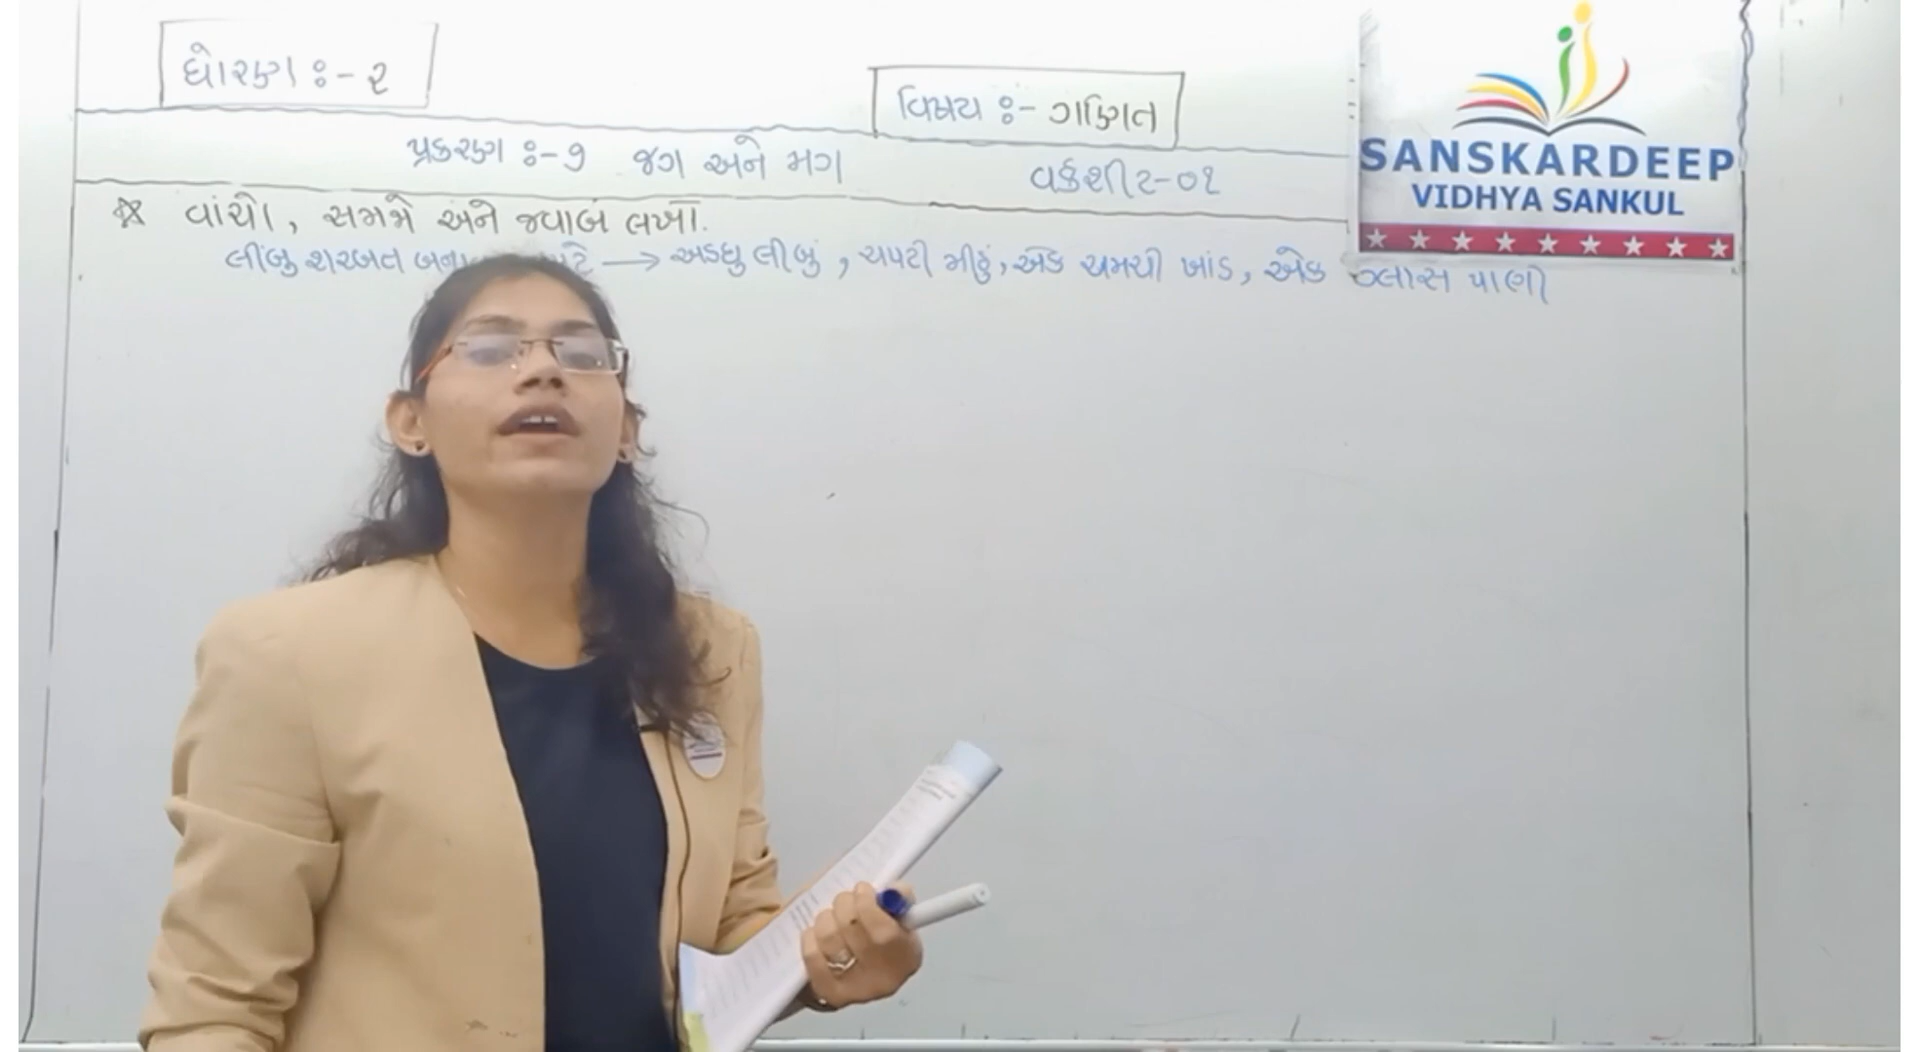 ધોરણ :- ૨
વિષય :- ગણિત
પ્રકરણ :- ૭ જગ અને મગ
વર્કશીટ-૦૧
SANSKARDEEP
VIDHYA SANKUL
☆ વાંચો, સમજો અને જવાબ લખો.
લીંબુ શરબત → અડધુ લીંબું, ચપટી મીઠું, એક ચમચી ખાંડ, એક ગ્લાસ પાણી